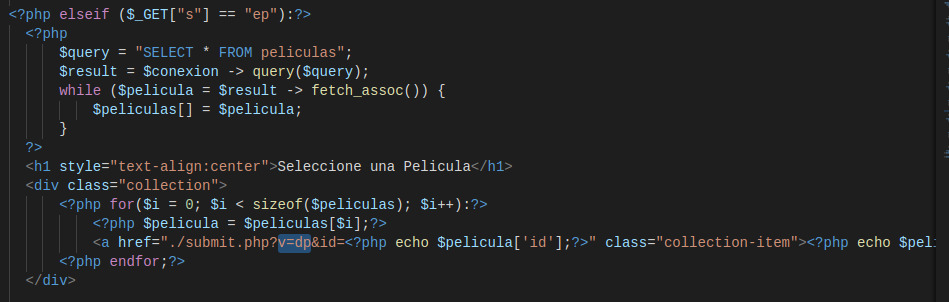 <?php elseif ($_GET["s"] == "ep"):?>
<?php
$query = "SELECT * FROM peliculas";
$result = $conexion -> query($query);
while ($pelicula = $result -> fetch_assoc()) {
$peliculas[] = $pelicula;
}
?>
<h1 style="text-align:center">Seleccione una Pelicula</h1>
<div class="collection">
<?php for($i = 0; $i < sizeof($peliculas); $i++):?>
<?php $pelicula = $peliculas[$i];?>
<a href="./submit.php?v=dp&id=<?php echo $pelicula['id'];?>" class="collection-item"><?php echo $peli
<?php endfor;?>
</div>